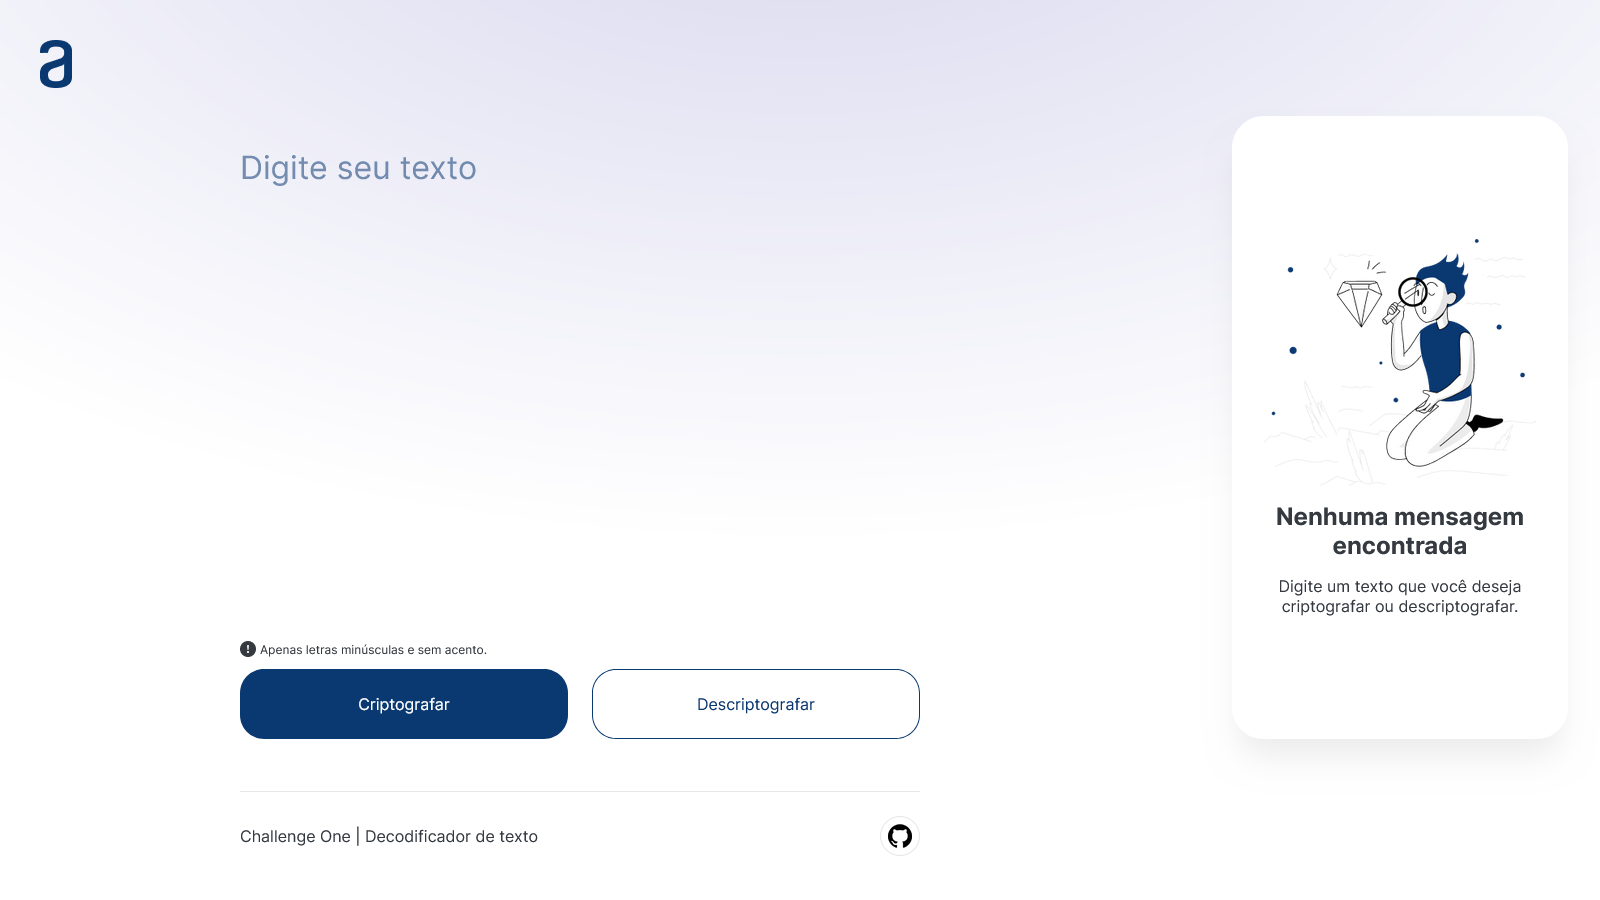 a
Digite seu texto
Nenhuma mensagem
encontrada
Digite um texto que você deseja
criptografar ou descriptografar.
! Apenas letras minúsculas e sem acento.
Criptografar
Descriptografar
Challenge One | Decodificador de texto